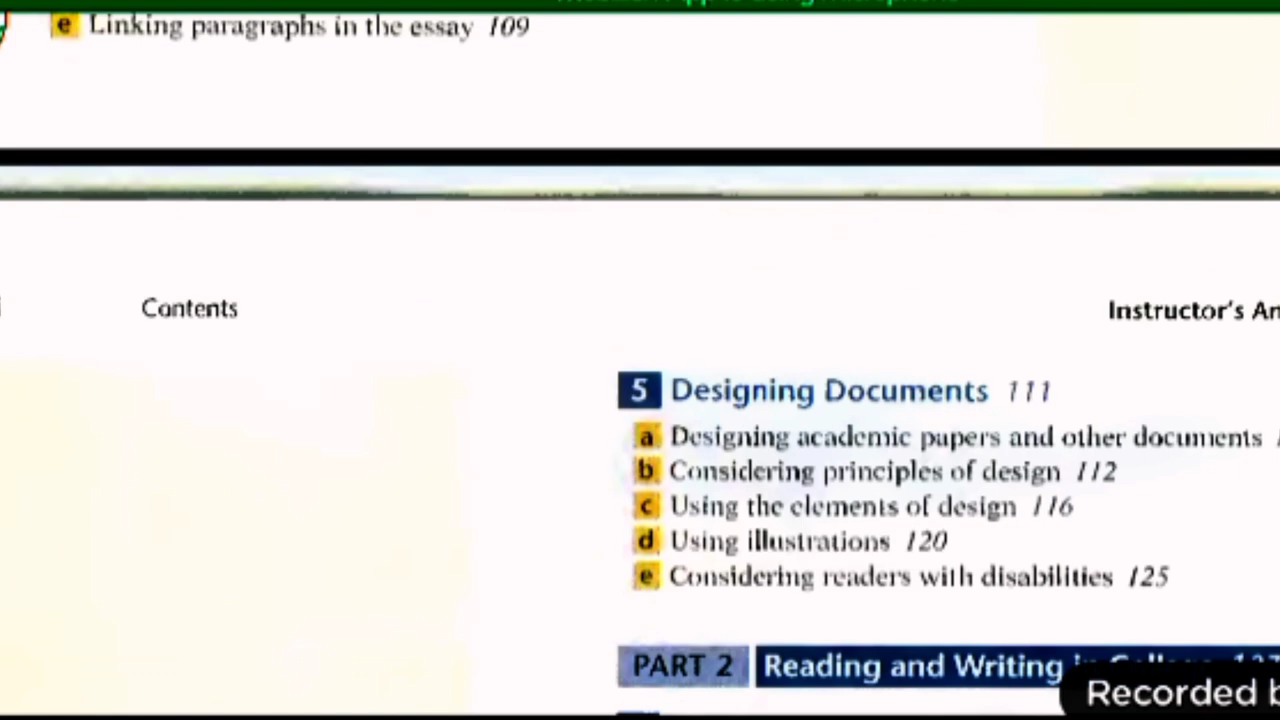 e Linking paragraphs in the essay 109
Contents
Instructor's
5 Designing Documents 111
a Designing academic papers and other documents
b Considering principles of design 112
c Using the elements of design 116
d Using illustrations 120
e Considering readers with disabilities 125
PART 2 Reading and Writing
Recorded